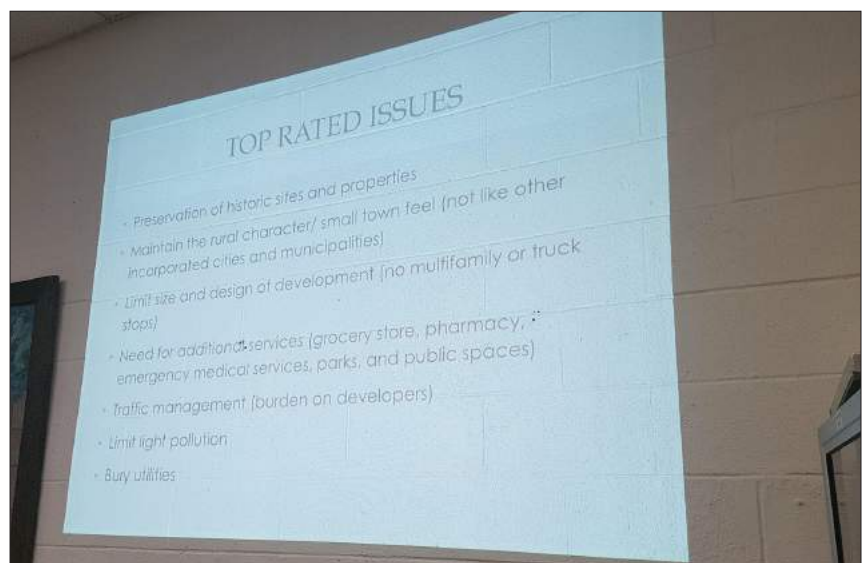 TOP RATED ISSUES
• Preservation of historic sites and properties
• Maintain the rural character/ small town feel (not like other
incorporated cities and municipalities)
• Limit size and design of development (no multifamily or truck
stops)
• Need for additional services (grocery store, pharmacy,
emergency medical services, parks, and public spaces)
• Traffic management (burden on developers)
• Limit light pollution
• Bury utilities